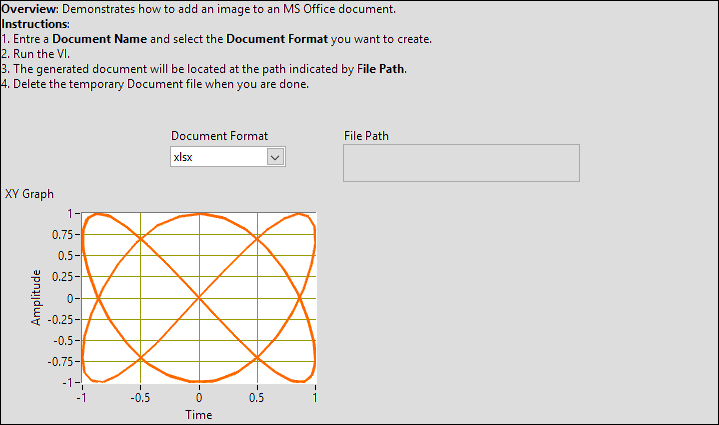 Overview: Demonstrates how to add an image to an MS Office document.
Instructions:
1. Entre a Document Name and select the Document Format you want to create.
2. Run the VI.
3. The generated document will be located at the path indicated by File Path.
4. Delete the temporary Document file when you are done.
Document Format
File Path
xlsx
XY Graph
Amplitude
1
0.75
0.5
0.25
0
-0.25
-0.5
-0.75
-1
-1 -0.5 0 0.5 1
Time